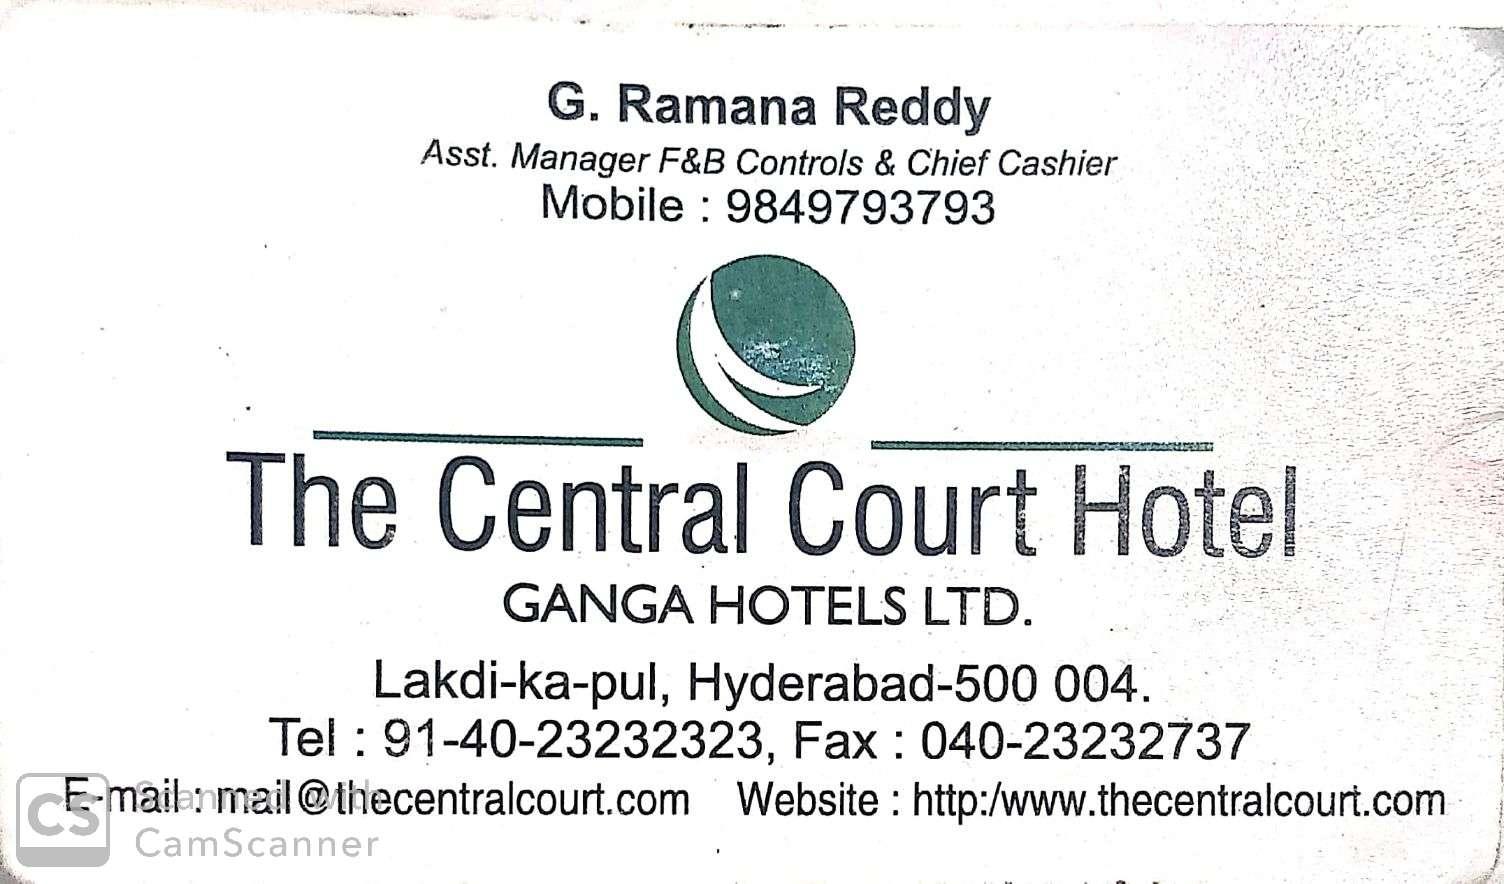 G. Ramana Reddy
Asst. Manager F&B Controls & Chief Cashier
Mobile : 9849793793
The Central Court Hotel
GANGA HOTELS LTD.
Lakdi-ka-pul, Hyderabad-500 004.
Tel : 91-40-23232323, Fax : 040-23232737
E-mail : mail@thecentralcourt.com Website : http:/www.thecentralcourt.com
CS Scanned with
CamScanner